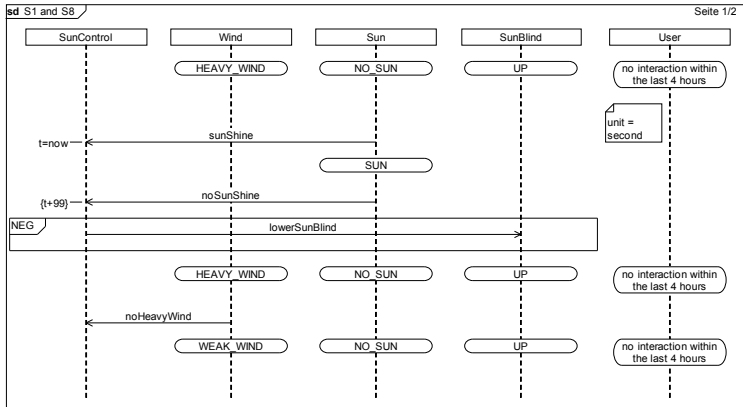 sd S1 and S8
Seite 1/2
SunControl
Wind
Sun
SunBlind
User
HEAVY_WIND
NO_SUN
UP
no interaction within
the last 4 hours
unit =
second
sunShine
t=now
SUN
noSunShine
{t+99}
NEG
lowerSunBlind
HEAVY_WIND
NO_SUN
UP
no interaction within
the last 4 hours
noHeavyWind
WEAK_WIND
NO_SUN
UP
no interaction within
the last 4 hours